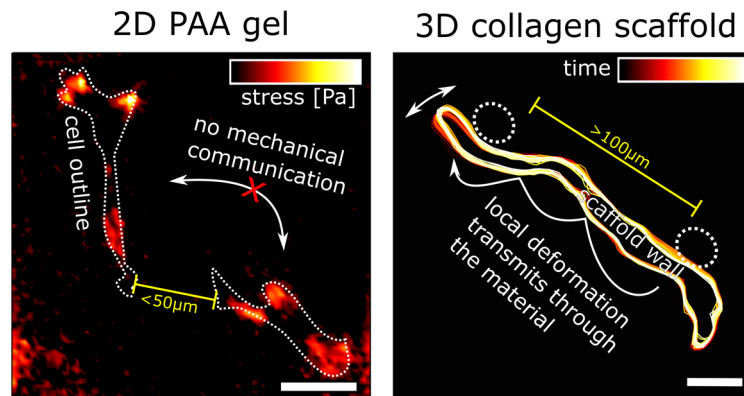 2D PAA gel
stress [Pa]
cell outline
no mechanical
communication
<50μm
3D collagen scaffold
time
>100μm
scaffold wall
local deformation
transmits through
the material